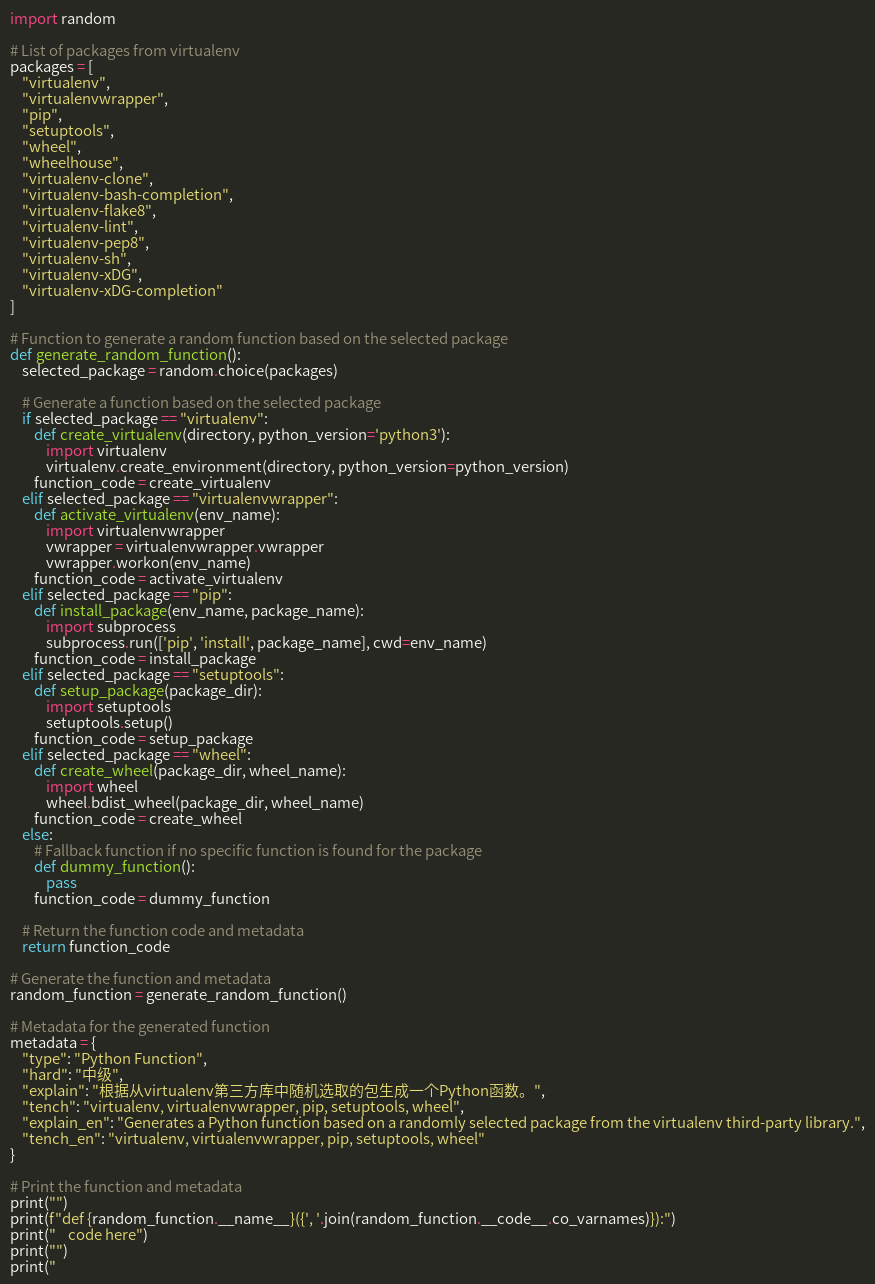 import random

# List of packages from virtualenv
packages = [
    "virtualenv",
    "virtualenvwrapper",
    "pip",
    "setuptools",
    "wheel",
    "wheelhouse",
    "virtualenv-clone",
    "virtualenv-bash-completion",
    "virtualenv-flake8",
    "virtualenv-lint",
    "virtualenv-pep8",
    "virtualenv-sh",
    "virtualenv-xDG",
    "virtualenv-xDG-completion"
]

# Function to generate a random function based on the selected package
def generate_random_function():
    selected_package = random.choice(packages)

    # Generate a function based on the selected package
    if selected_package == "virtualenv":
        def create_virtualenv(directory, python_version='python3'):
            import virtualenv
            virtualenv.create_environment(directory, python_version=python_version)
        function_code = create_virtualenv
    elif selected_package == "virtualenvwrapper":
        def activate_virtualenv(env_name):
            import virtualenvwrapper
            vwrapper = virtualenvwrapper.vwrapper
            vwrapper.workon(env_name)
        function_code = activate_virtualenv
    elif selected_package == "pip":
        def install_package(env_name, package_name):
            import subprocess
            subprocess.run(['pip', 'install', package_name], cwd=env_name)
        function_code = install_package
    elif selected_package == "setuptools":
        def setup_package(package_dir):
            import setuptools
            setuptools.setup()
        function_code = setup_package
    elif selected_package == "wheel":
        def create_wheel(package_dir, wheel_name):
            import wheel
            wheel.bdist_wheel(package_dir, wheel_name)
        function_code = create_wheel
    else:
        # Fallback function if no specific function is found for the package
        def dummy_function():
            pass
        function_code = dummy_function

    # Return the function code and metadata
    return function_code

# Generate the function and metadata
random_function = generate_random_function()

# Metadata for the generated function
metadata = {
    "type": "Python Function",
    "hard": "中级",
    "explain": "根据从virtualenv第三方库中随机选取的包生成一个Python函数。",
    "tench": "virtualenv, virtualenvwrapper, pip, setuptools, wheel",
    "explain_en": "Generates a Python function based on a randomly selected package from the virtualenv third-party library.",
    "tench_en": "virtualenv, virtualenvwrapper, pip, setuptools, wheel"
}

# Print the function and metadata
print("")
print(f"def {random_function.__name__}({', '.join(random_function.__code__.co_varnames)}):")
print("    code here")
print("")
print("